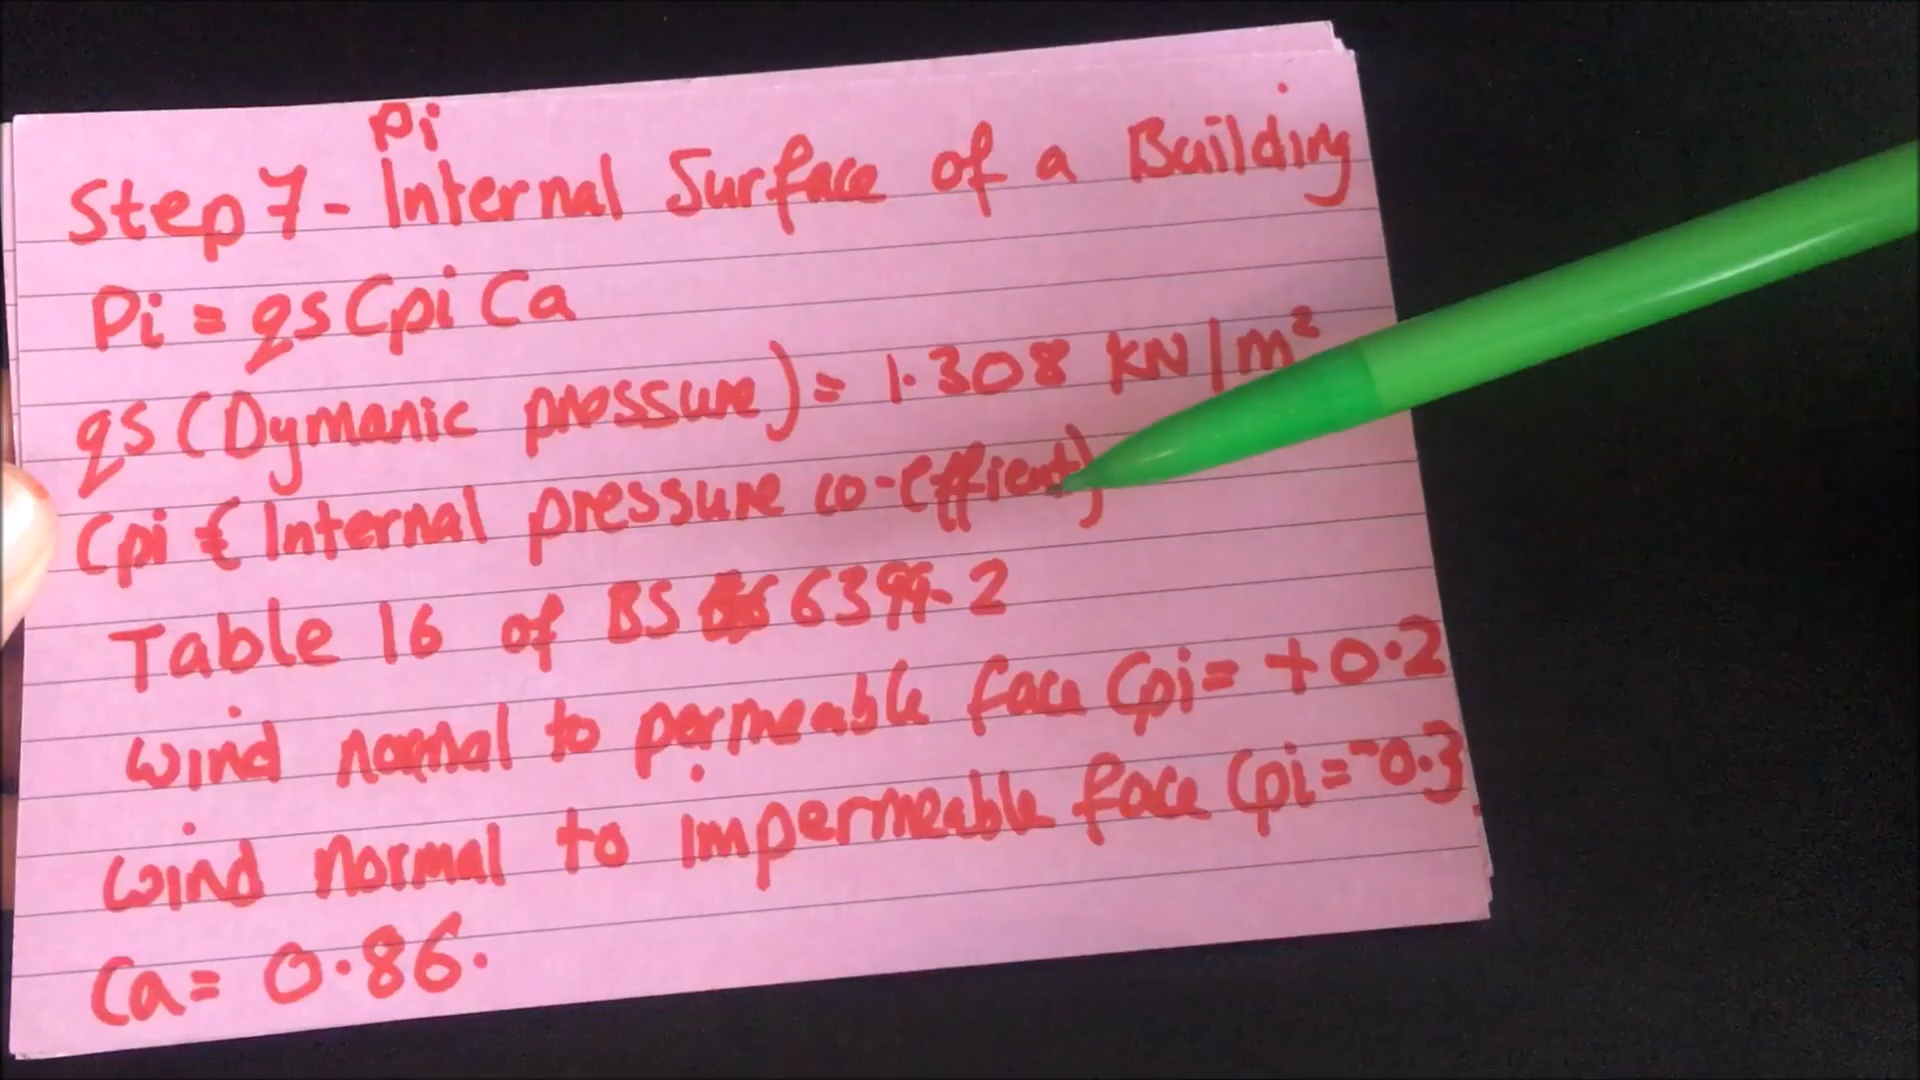 Pi
Step 7 - Internal Surface of a Building
Pi = qs Cpi Ca
qs (Dymanic pressure) = 1.308 KN/m²
Cpi ( Internal pressure co-effient)
Table 16 of BS 6399-2
wind normal to permeable face Cpi = +0.2
wind normal to impermeable face Cpi = -0.3
Ca = 0.86.